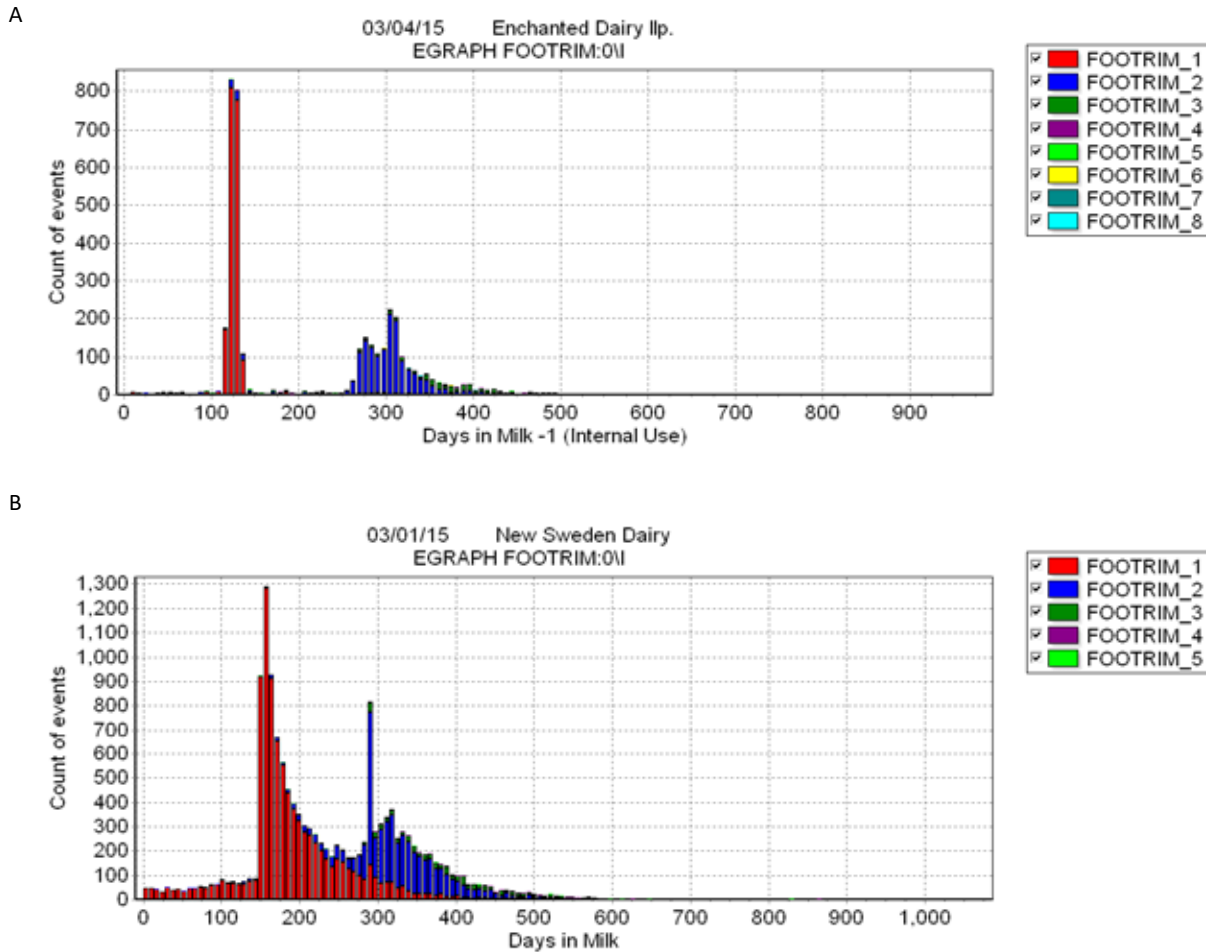 A
03/04/15 Enchanted Dairy llp.
EGRAPH FOOTRIM:0\I
FOOTRIM_1
FOOTRIM_2
FOOTRIM_3
FOOTRIM_4
FOOTRIM_5
FOOTRIM_6
FOOTRIM_7
FOOTRIM_8
Count of events
800
700
600
500
400
300
200
100
0
0 100 200 300 400 500 600 700 800 900
Days in Milk -1 (Internal Use)
B
03/01/15 New Sweden Dairy
EGRAPH FOOTRIM:0\I
FOOTRIM_1
FOOTRIM_2
FOOTRIM_3
FOOTRIM_4
FOOTRIM_5
Count of events
1,300
1,200
1,100
1,000
900
800
700
600
500
400
300
200
100
0
0 100 200 300 400 500 600 700 800 900 1,000
Days in Milk